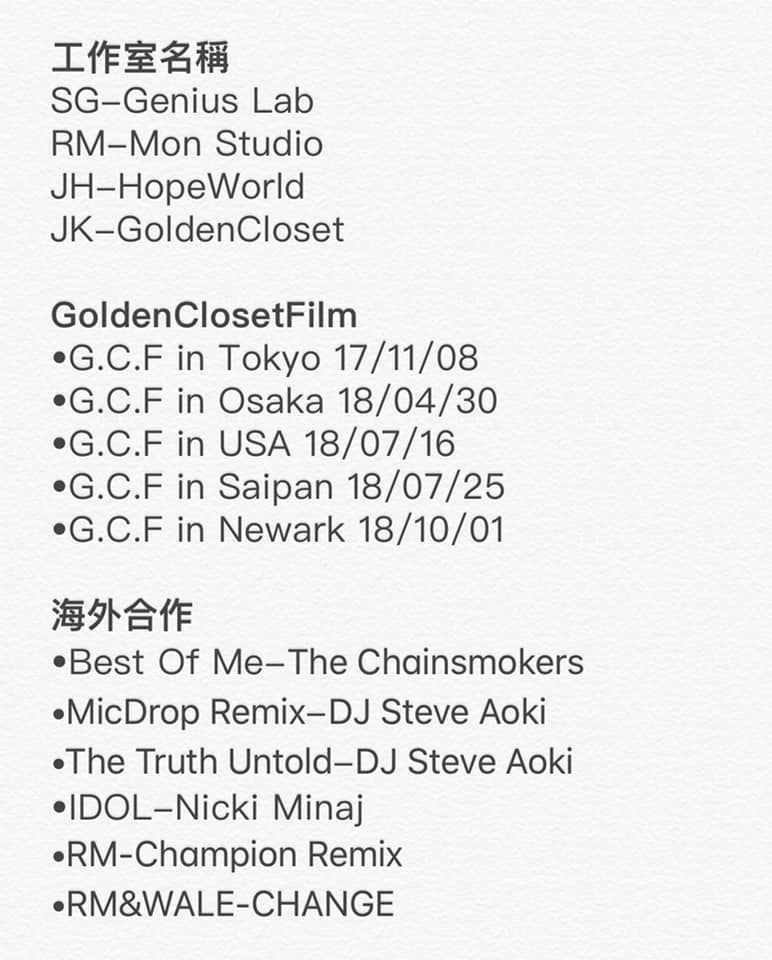 工作室名稱
SG–Genius Lab
RM–Mon Studio
JH–HopeWorld
JK–GoldenCloset
GoldenClosetFilm
•G.C.F in Tokyo 17/11/08
•G.C.F in Osaka 18/04/30
•G.C.F in USA 18/07/16
•G.C.F in Saipan 18/07/25
•G.C.F in Newark 18/10/01
海外合作
•Best Of Me–The Chainsmokers
•MicDrop Remix–DJ Steve Aoki
•The Truth Untold–DJ Steve Aoki
•IDOL–Nicki Minaj
•RM-Champion Remix
•RM&WALE-CHANGE